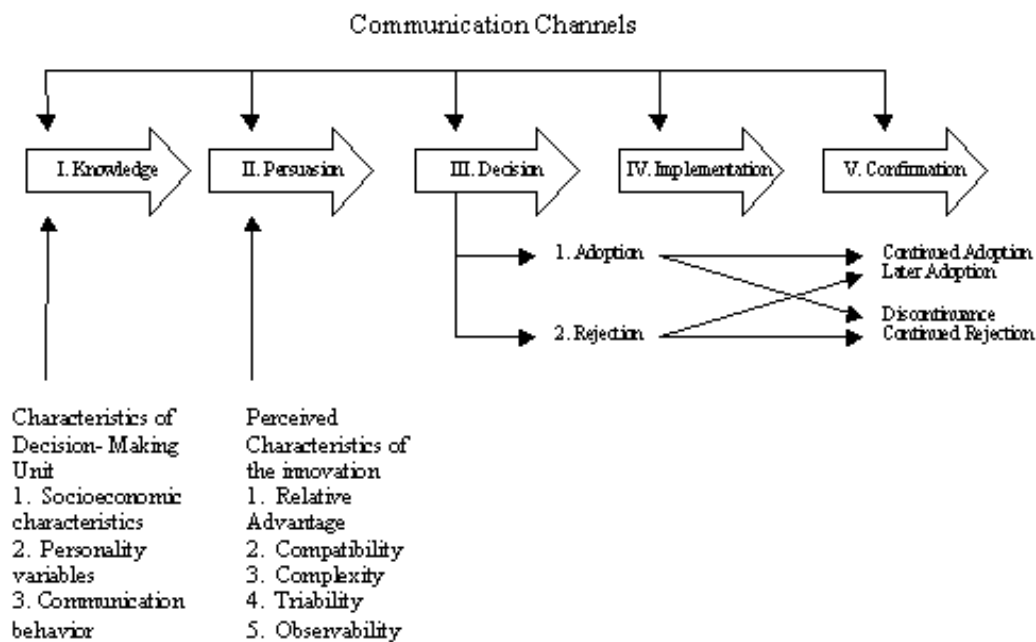 Communication Channels
I. Knowledge
II. Persuasion
III. Decision
IV. Implementation
V. Confirmation
1. Adoption
Continued Adoption
Later Adoption
Discontinuance
2. Rejection
Continued Rejection
Characteristics of
Decision- Making
Unit
1. Socioeconomic
characteristics
2. Personality
variables
3. Communication
behavior
Perceived
Characteristics of
the innovation
1. Relative
Advantage
2. Compatibility
3. Complexity
4. Triability
5. Observability